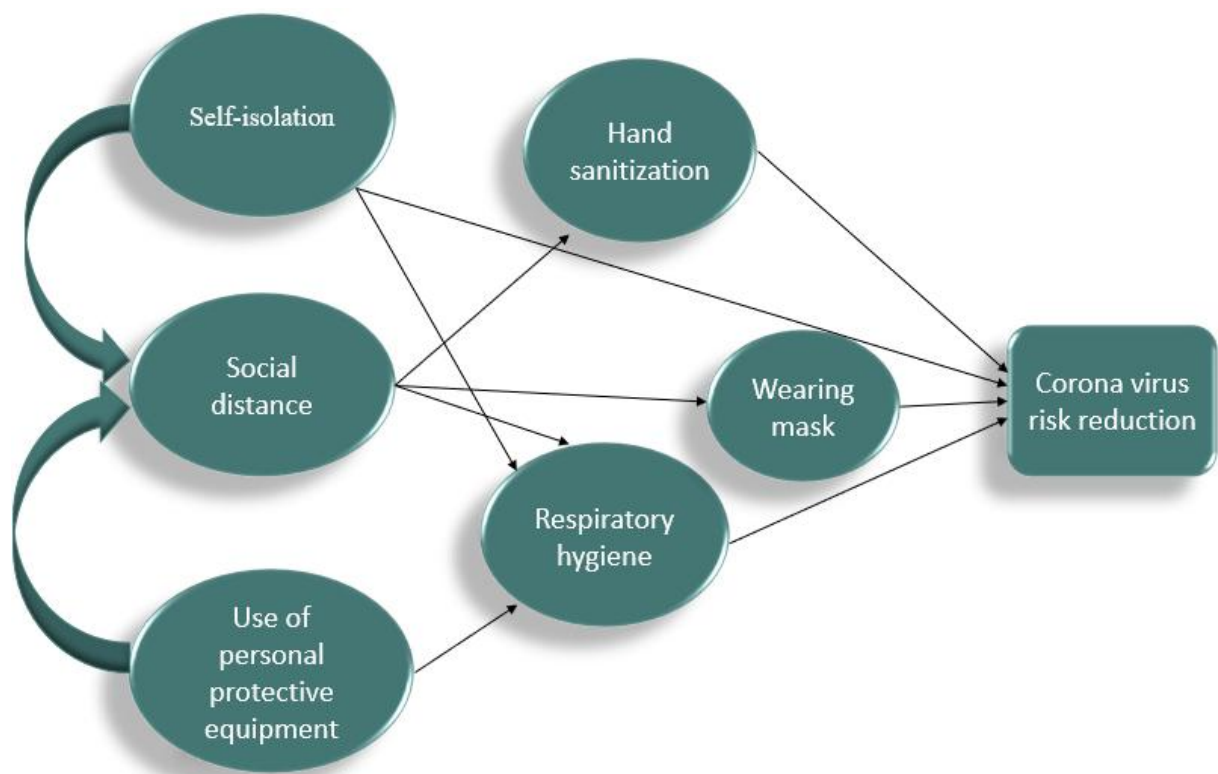 Self-isolation
Hand
sanitization
Social
distance
Wearing
mask
Corona virus
risk reduction
Respiratory
hygiene
Use of
personal
protective
equipment